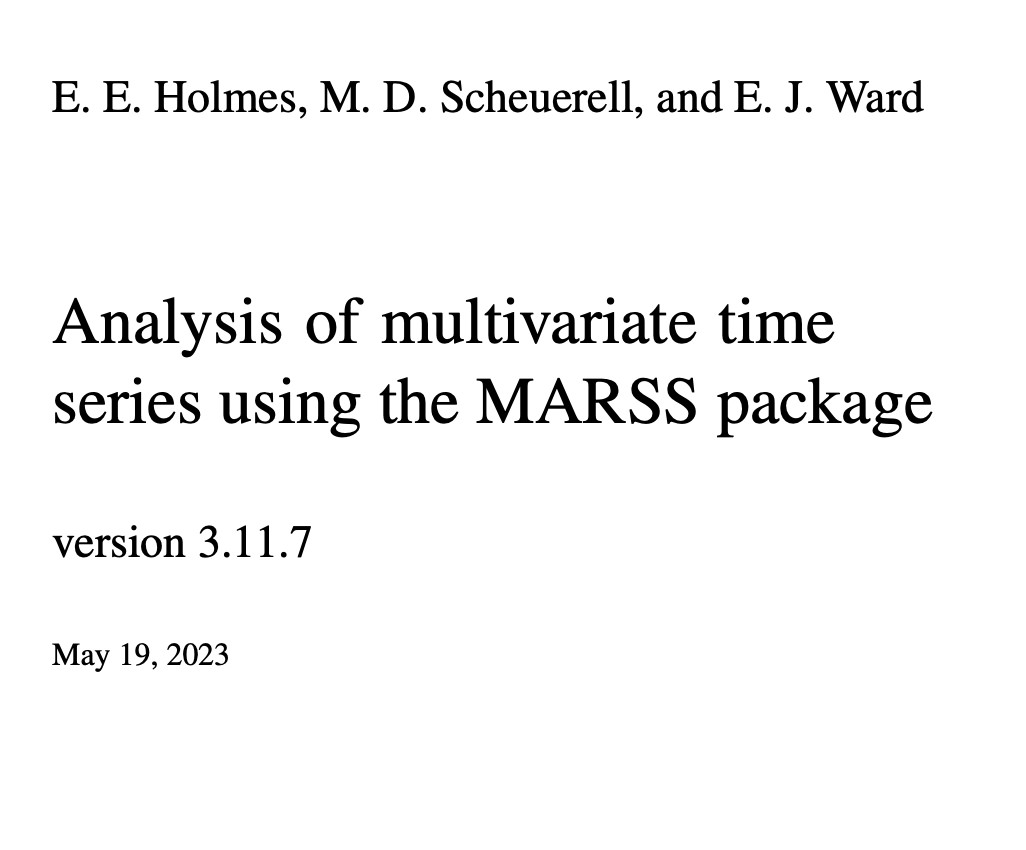 E. E. Holmes, M. D. Scheuerell, and E. J. Ward
Analysis of multivariate time
series using the MARSS package
version 3.11.7
May 19, 2023